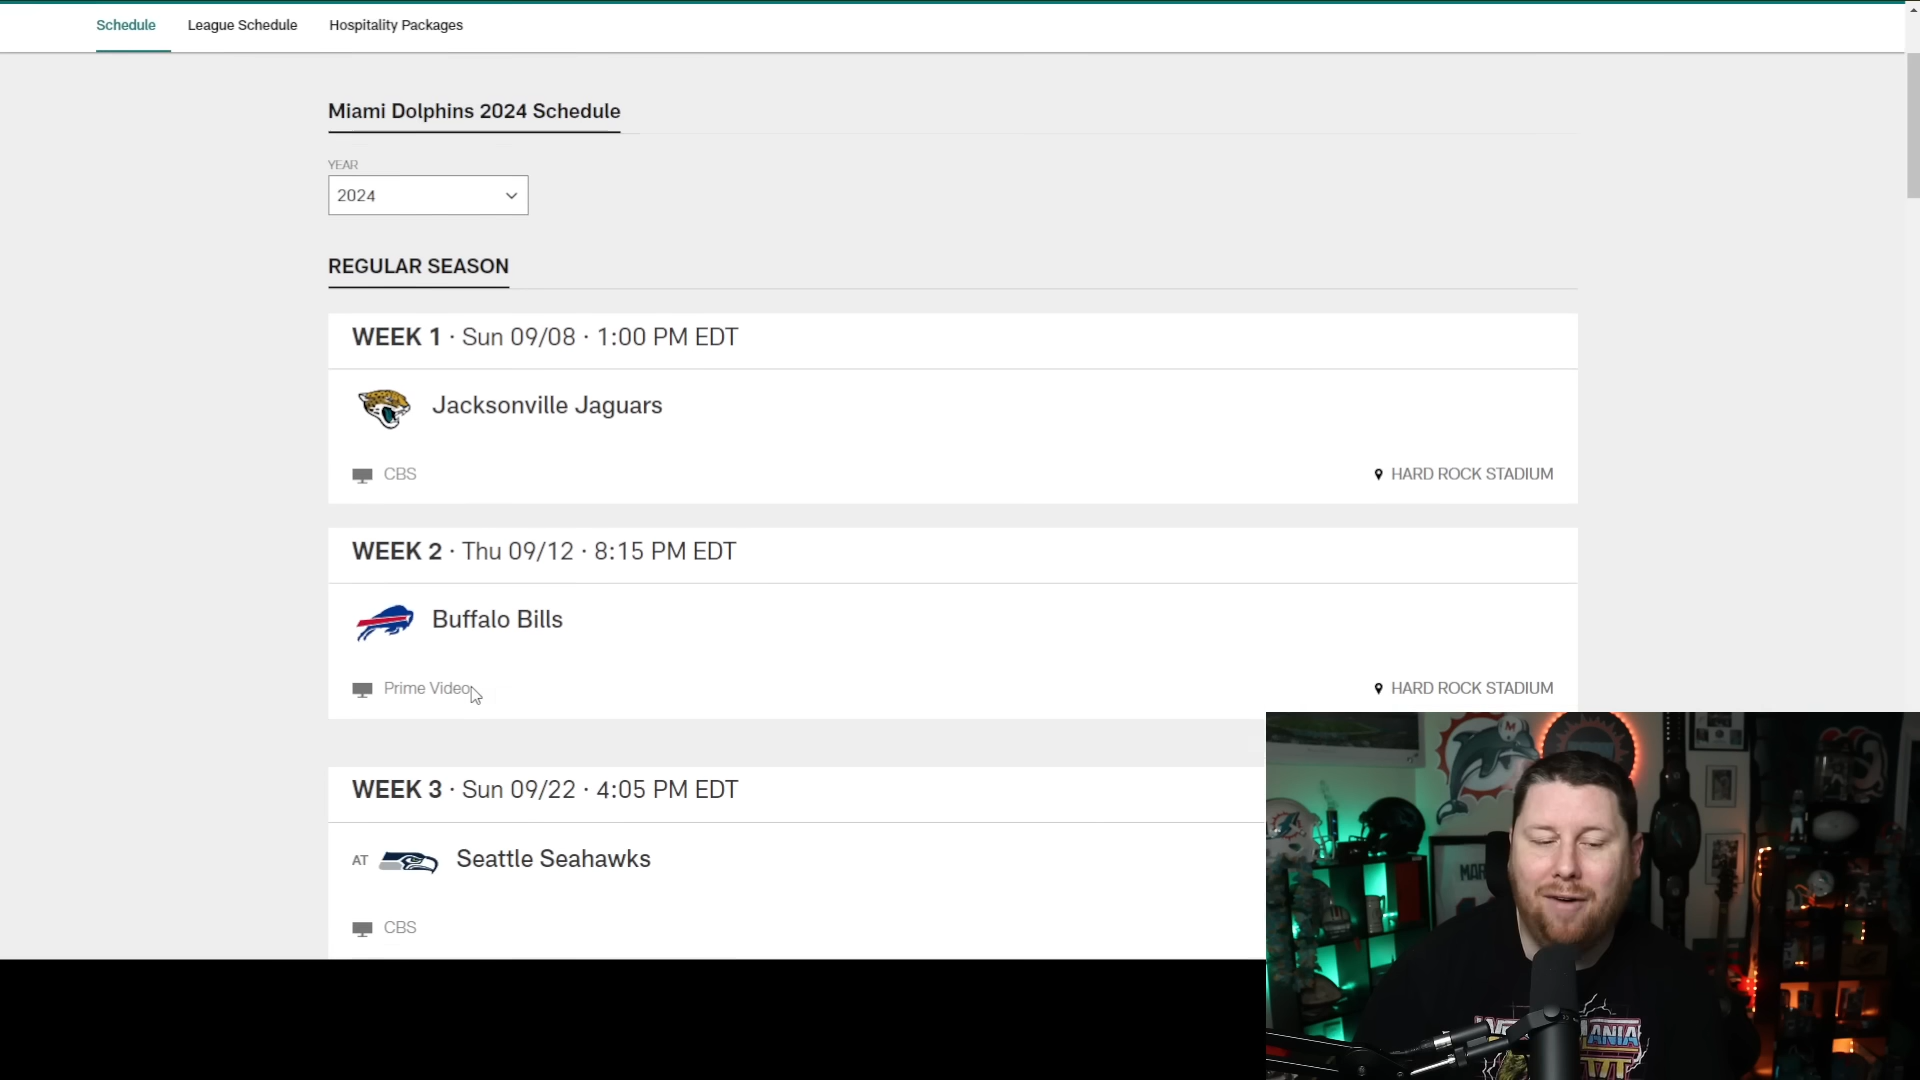 Schedule
League Schedule
Hospitality Packages
Miami Dolphins 2024 Schedule
YEAR
2024
REGULAR SEASON
WEEK 1 · Sun 09/08 · 1:00 PM EDT
Jacksonville Jaguars
CBS
HARD ROCK STADIUM
WEEK 2 · Thu 09/12 · 8:15 PM EDT
Buffalo Bills
Prime Video
HARD ROCK STADIUM
WEEK 3 · Sun 09/22 · 4:05 PM EDT
AT
Seattle Seahawks
CBS